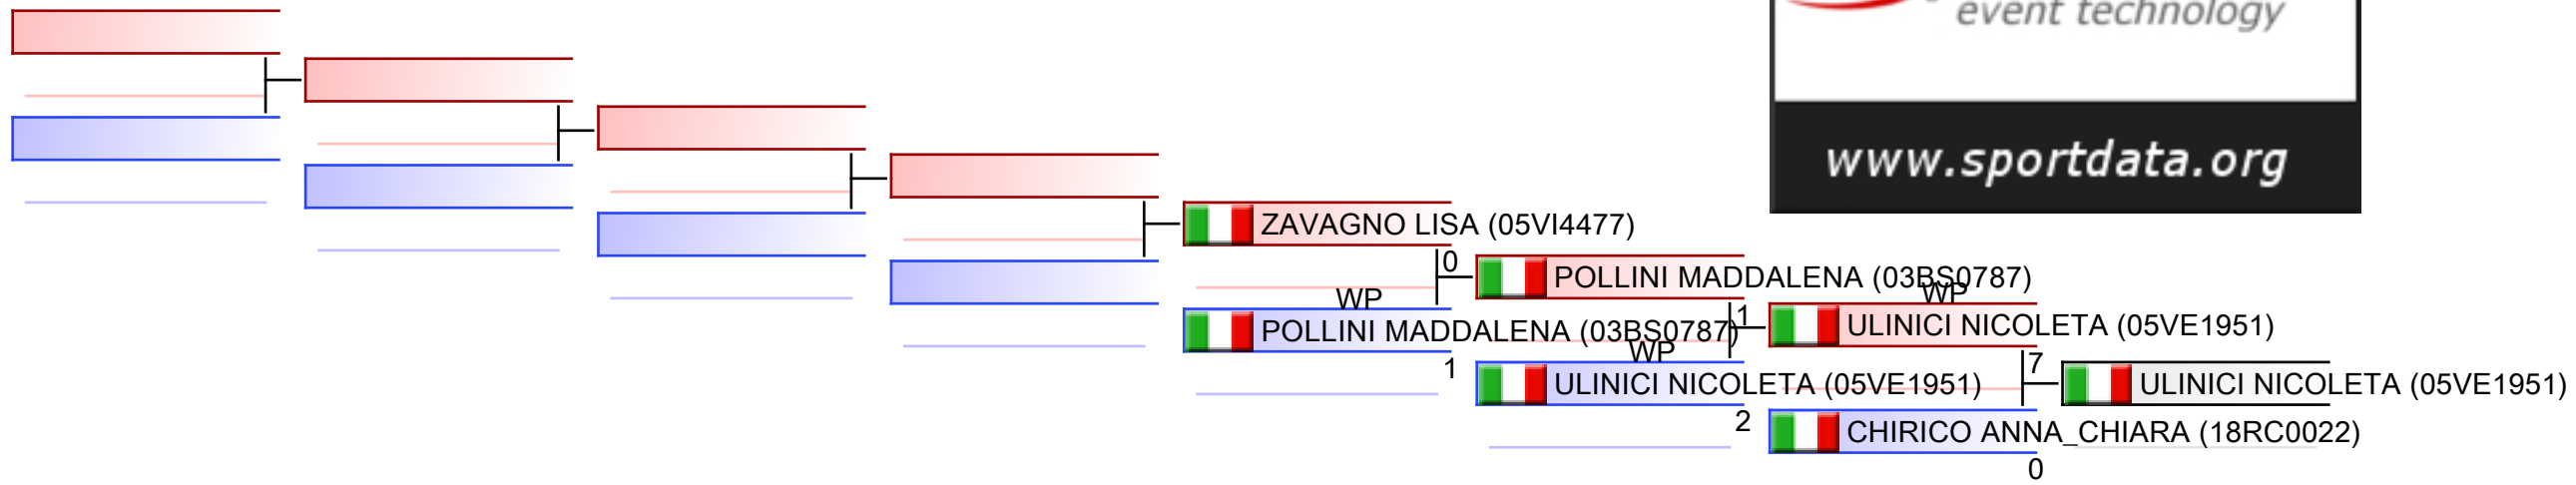 event technology
www.sportdata.org
ZAVAGNO LISA (05VI4477)
0
POLLINI MADDALENA (03BS0787)
WP
WP
POLLINI MADDALENA (03BS0787)
1
ULINICI NICOLETA (05VE1951)
WP
1
ULINICI NICOLETA (05VE1951)
7
ULINICI NICOLETA (05VE1951)
2
CHIRICO ANNA_CHIARA (18RC0022)
0